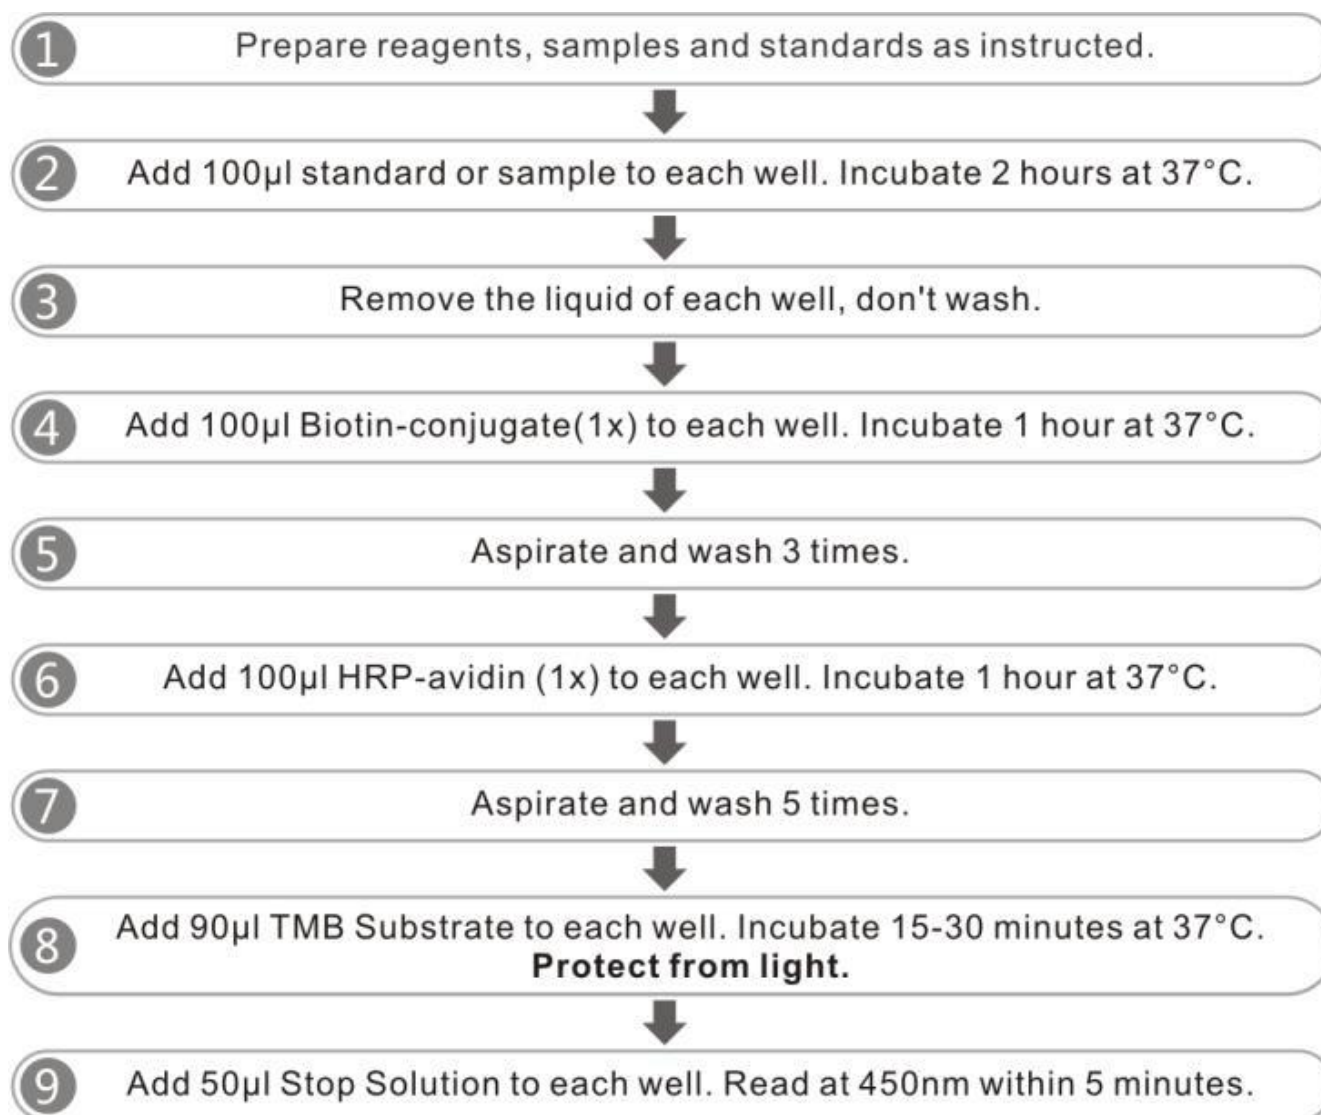 1 Prepare reagents, samples and standards as instructed.
2 Add 100µl standard or sample to each well. Incubate 2 hours at 37°C.
3 Remove the liquid of each well, don't wash.
4 Add 100µl Biotin-conjugate(1x) to each well. Incubate 1 hour at 37°C.
5 Aspirate and wash 3 times.
6 Add 100µl HRP-avidin (1x) to each well. Incubate 1 hour at 37°C.
7 Aspirate and wash 5 times.
8 Add 90µl TMB Substrate to each well. Incubate 15-30 minutes at 37°C.
Protect from light.
9 Add 50µl Stop Solution to each well. Read at 450nm within 5 minutes.